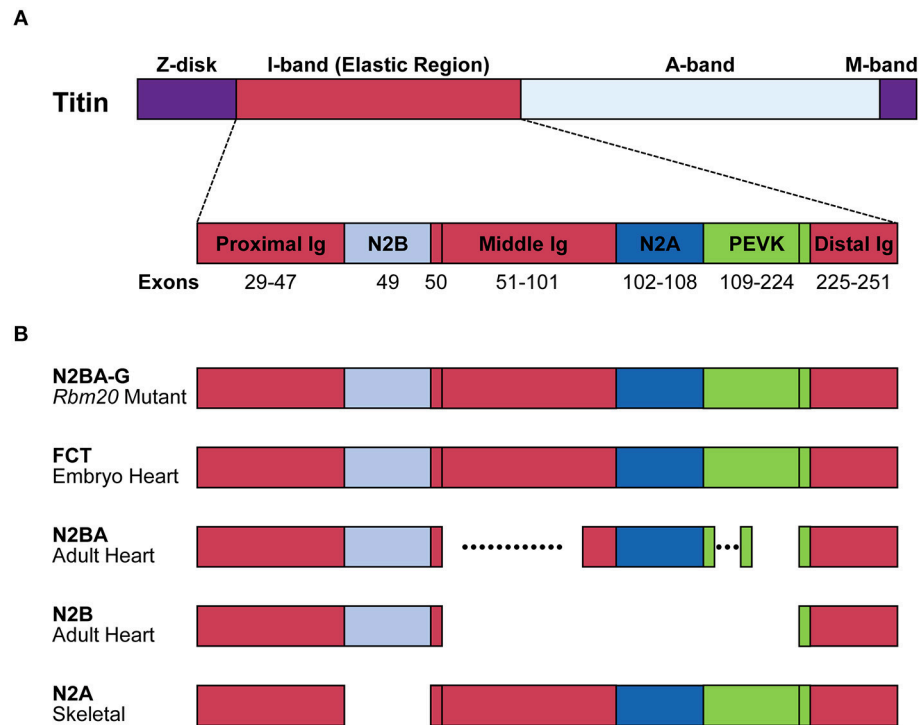 A
Z-disk I-band (Elastic Region) A-band M-band
Titin
Proximal Ig N2B Middle Ig N2A PEVK Distal Ig
Exons 29-47 49 50 51-101 102-108 109-224 225-251
B
N2BA-G
Rbm20 Mutant
FCT
Embryo Heart
N2BA
Adult Heart
N2B
Adult Heart
N2A
Skeletal